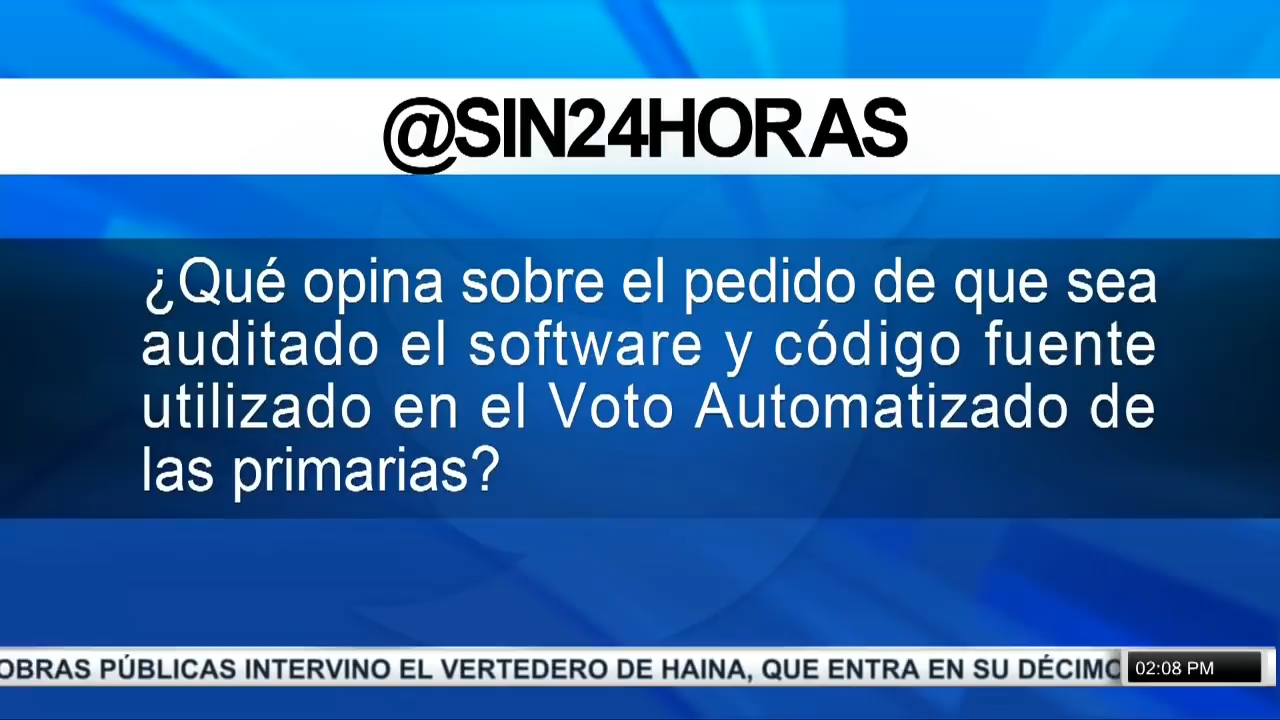 @SIN24HORAS
¿Qué opina sobre el pedido de que sea
auditado el software y código fuente
utilizado en el Voto Automatizado de
las primarias?
OBRAS PÚBLICAS INTERVINO EL VERTEDERO DE HAINA, QUE ENTRA EN SU DÉCIMO
02:08 PM